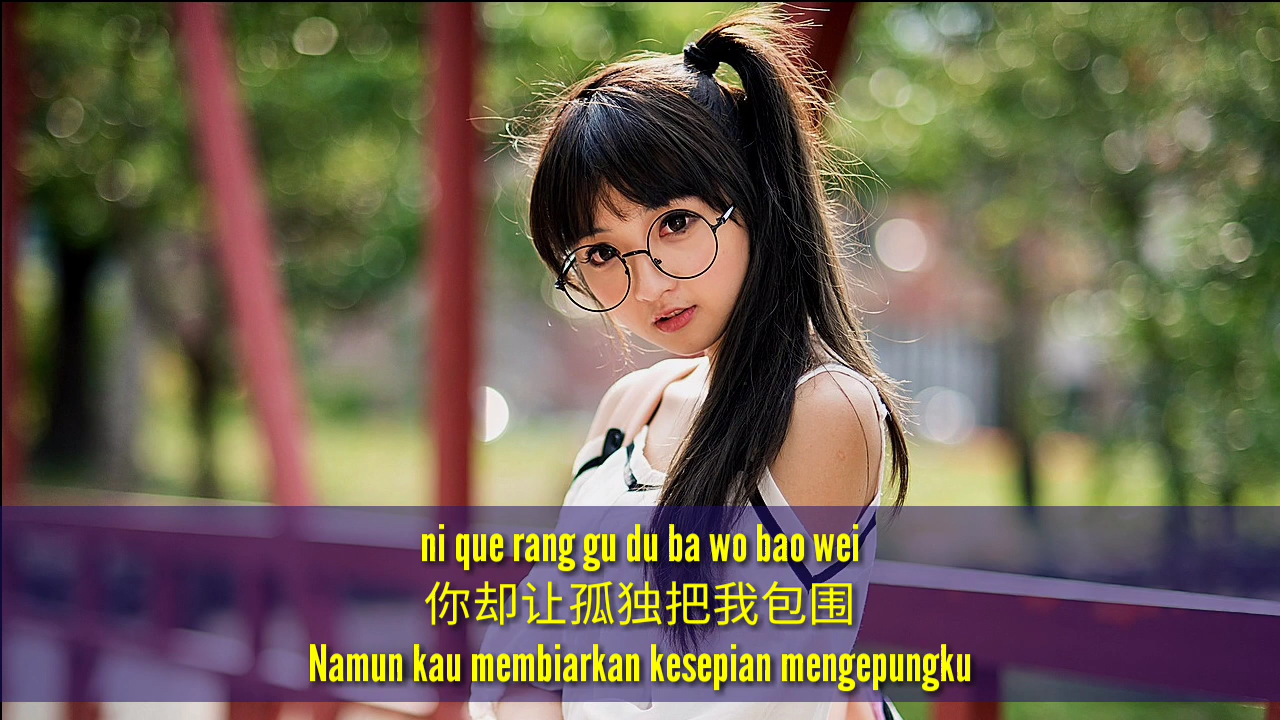 ni que rang gu du ba wo bao wei
你却让孤独把我包围
Namun kau membiarkan kesepian mengepungku